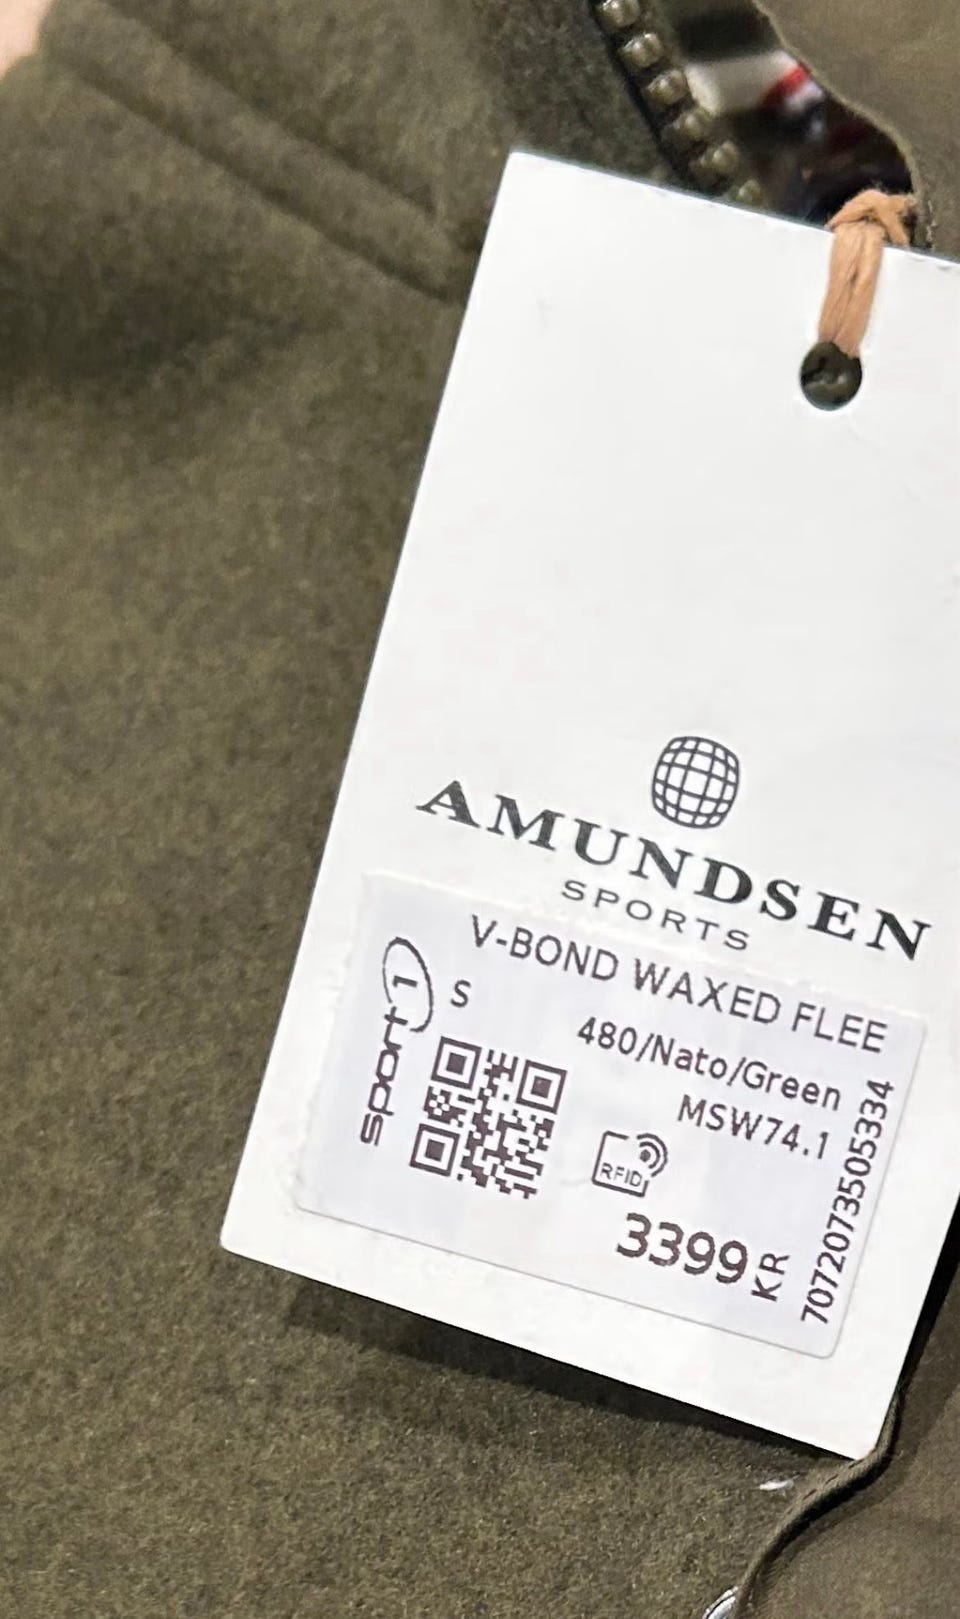 AMUNDSEN
SPORTS
V-BOND WAXED FLEE
sport 1
S
480/Nato/Green
MSW74.1
RFID
3399 KR
7072073505334